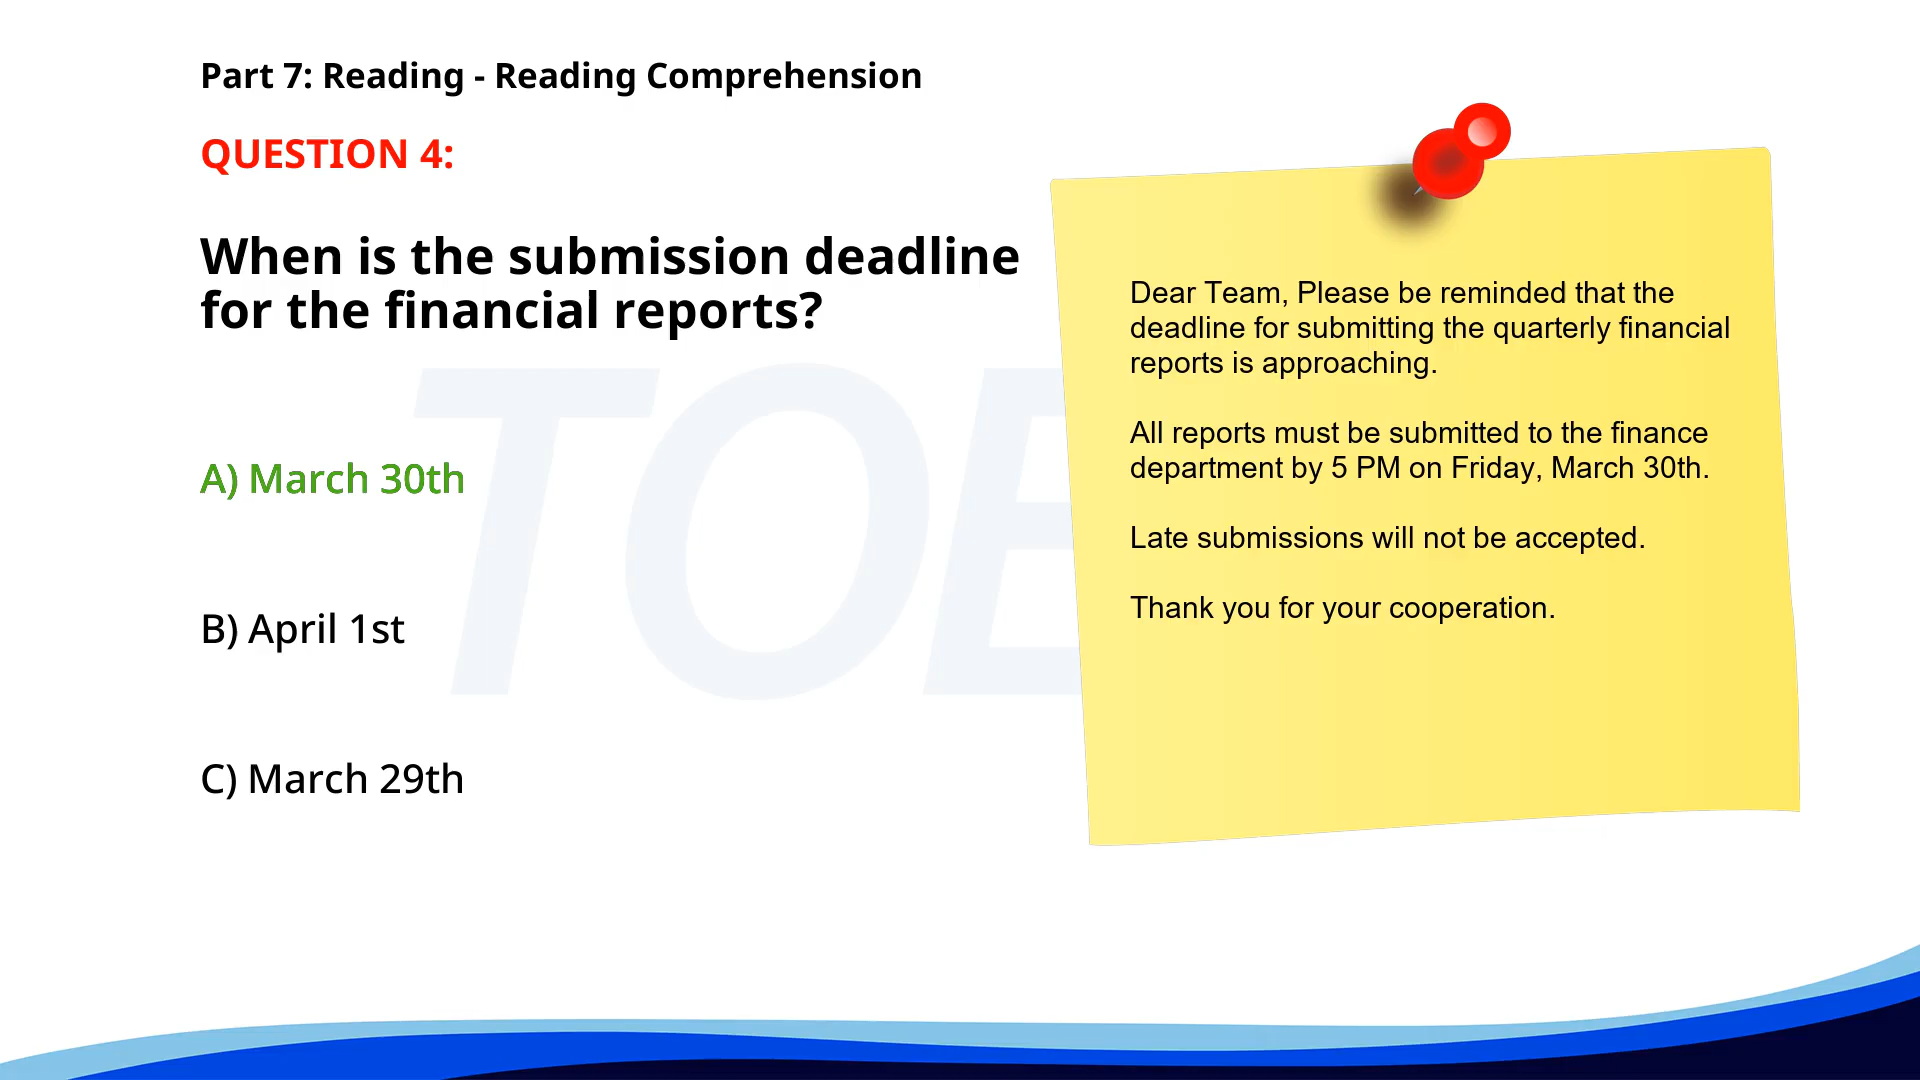 Part 7: Reading - Reading Comprehension
QUESTION 4:
When is the submission deadline
for the financial reports?
A) March 30th
B) April 1st
C) March 29th
Dear Team, Please be reminded that the
deadline for submitting the quarterly financial
reports is approaching.
All reports must be submitted to the finance
department by 5 PM on Friday, March 30th.
Late submissions will not be accepted.
Thank you for your cooperation.
TOE